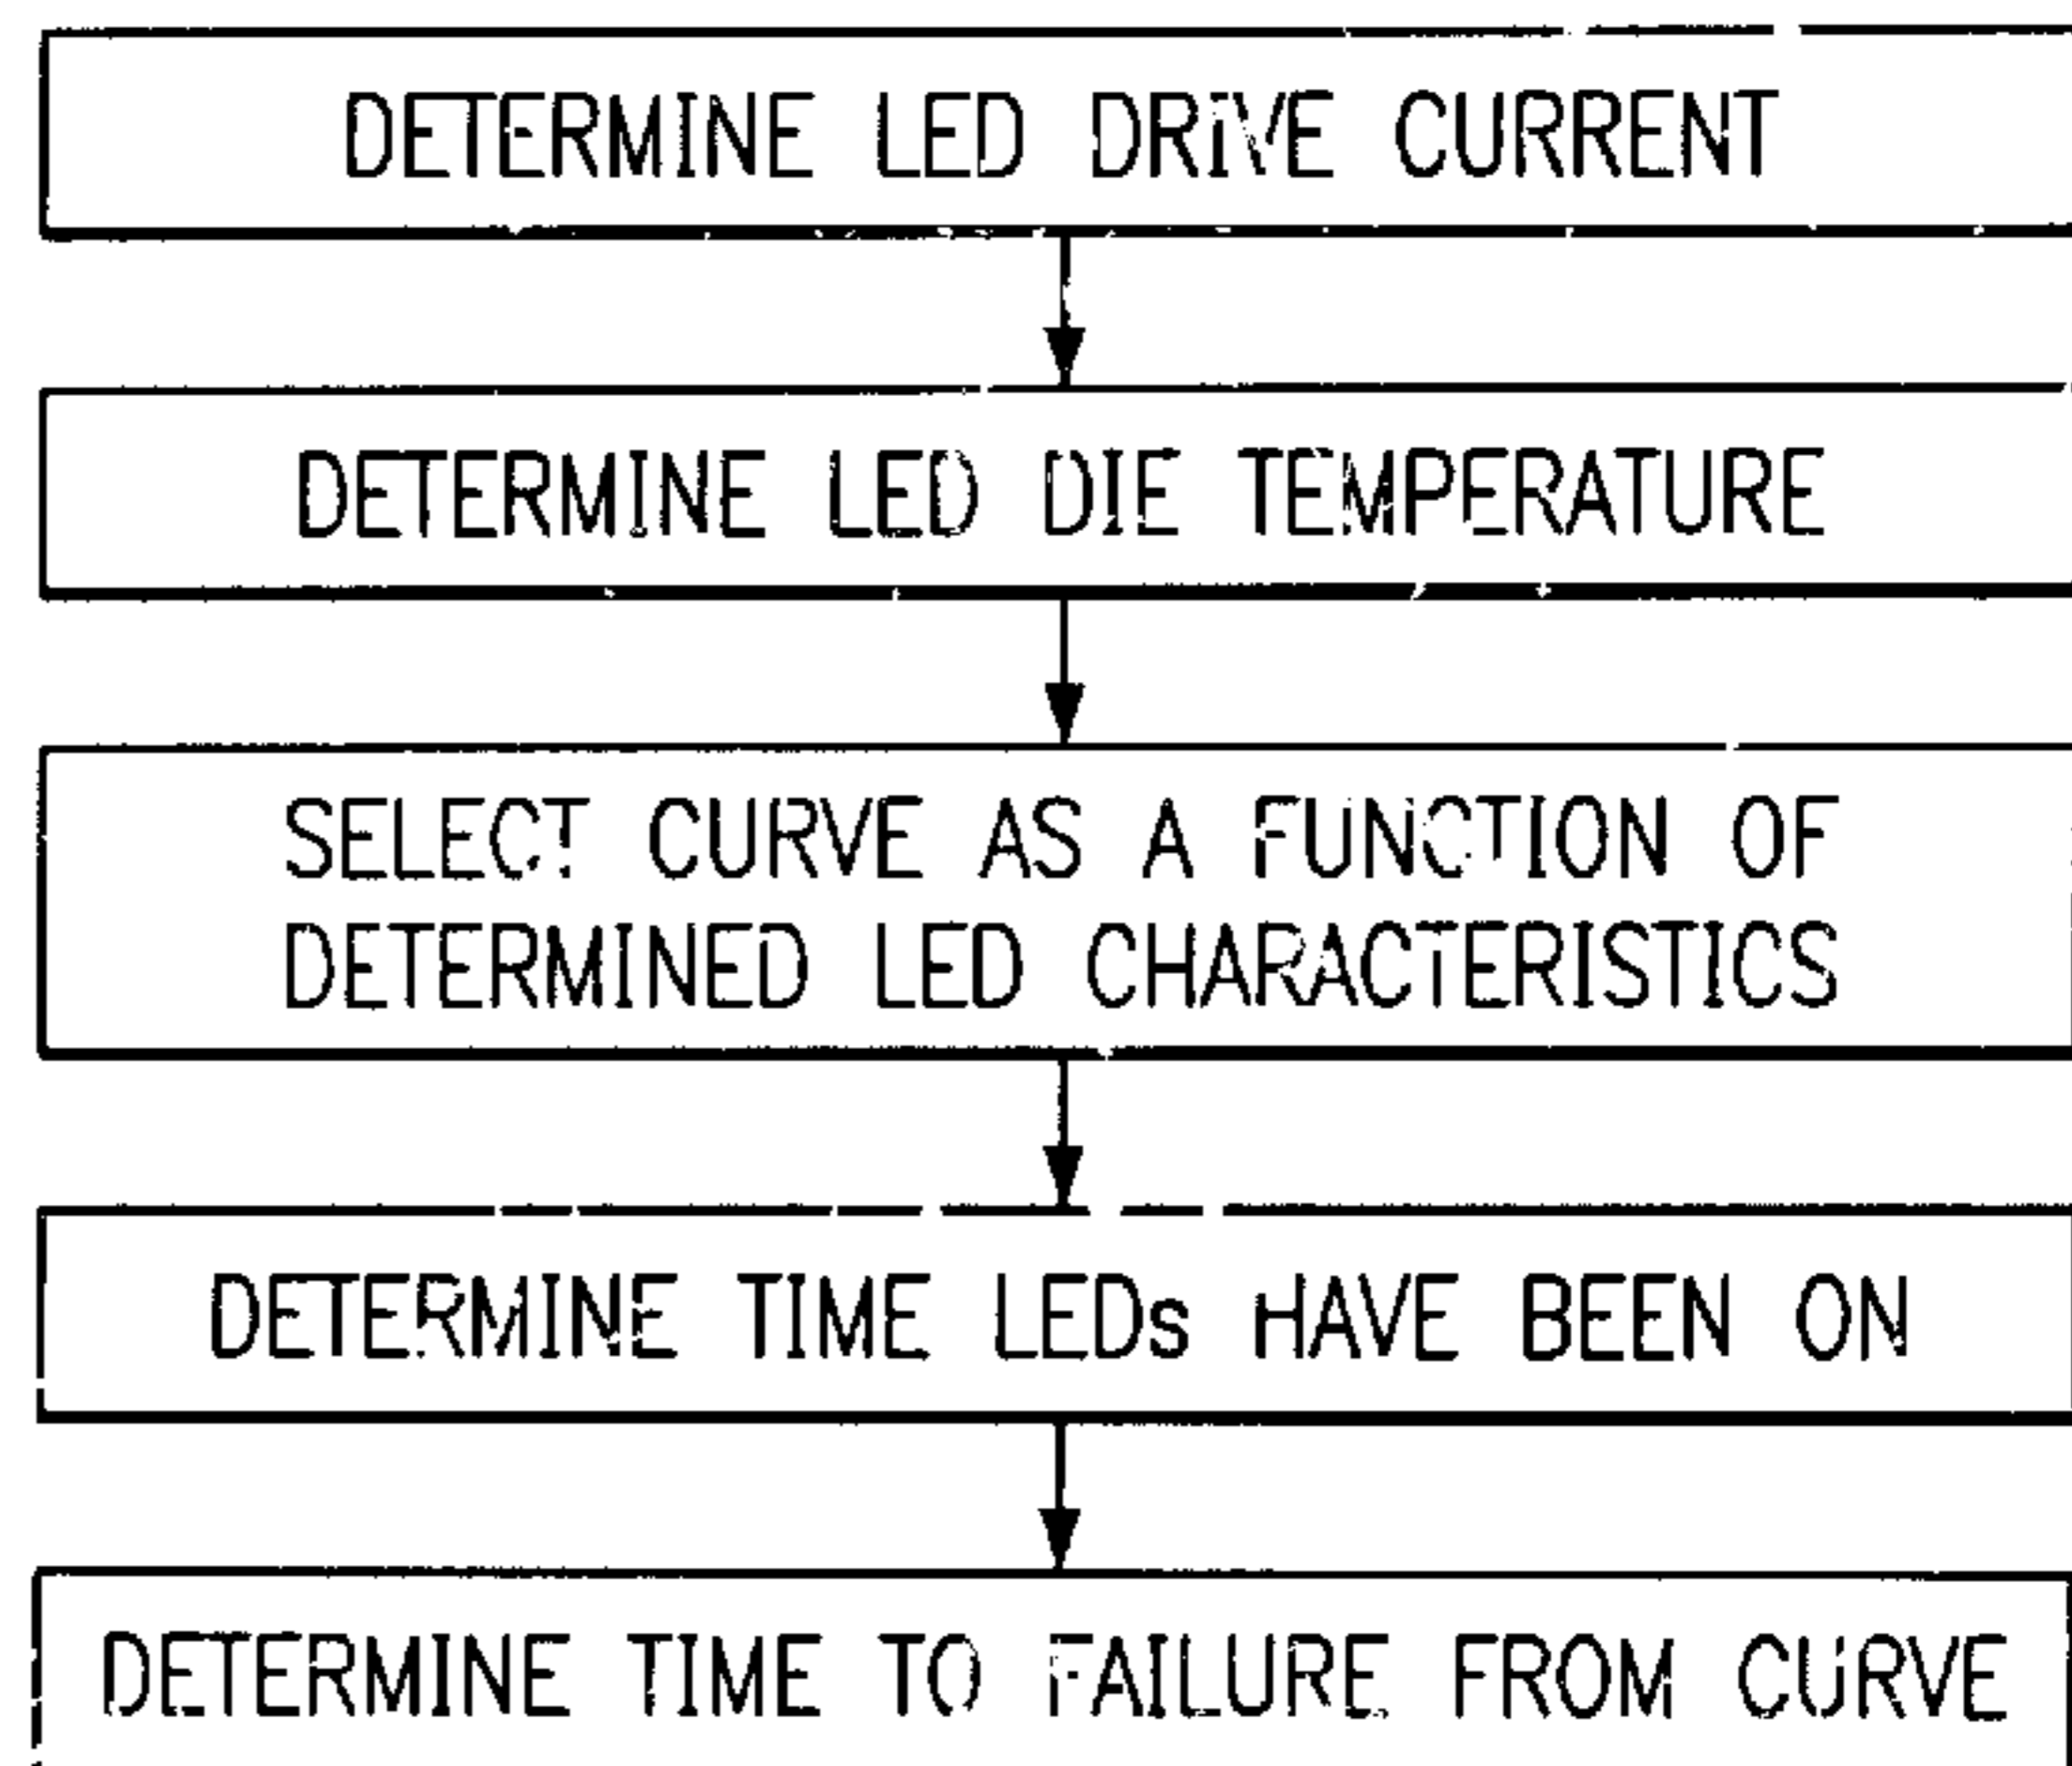 DETERMINE LED DRIVE CURRENT
DETERMINE LED DIE TEMPERATURE
SELECT CURVE AS A FUNCTION OF
DETERMINED LED CHARACTERISTICS
DETERMINE TIME LEDs HAVE BEEN ON
DETERMINE TIME TO FAILURE FROM CURVE